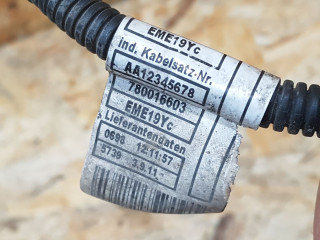 EME19Yc
ind. Kabelsatz-Nr.
AA12345678
780016603
EME19Yc
Lieferantendaten
0698 12:11:57
5739 3.9.11